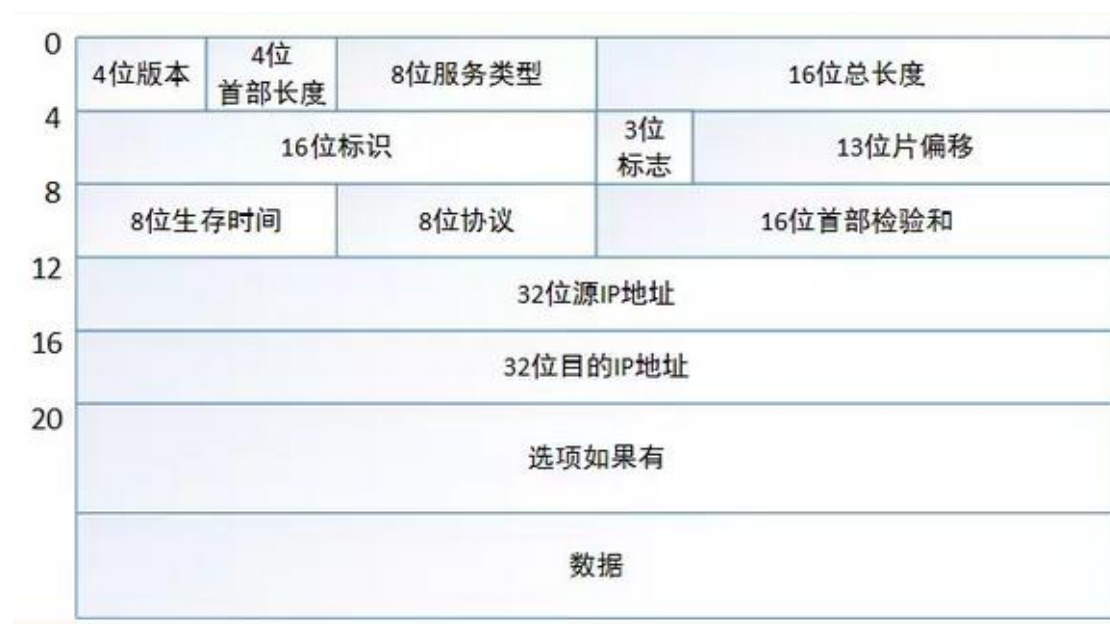 0
4位版本
4位
首部长度
8位服务类型
16位总长度
4
16位标识
3位
标志
13位片偏移
8
8位生存时间
8位协议
16位首部检验和
12
32位源IP地址
16
32位目的IP地址
20
选项如果有
数据